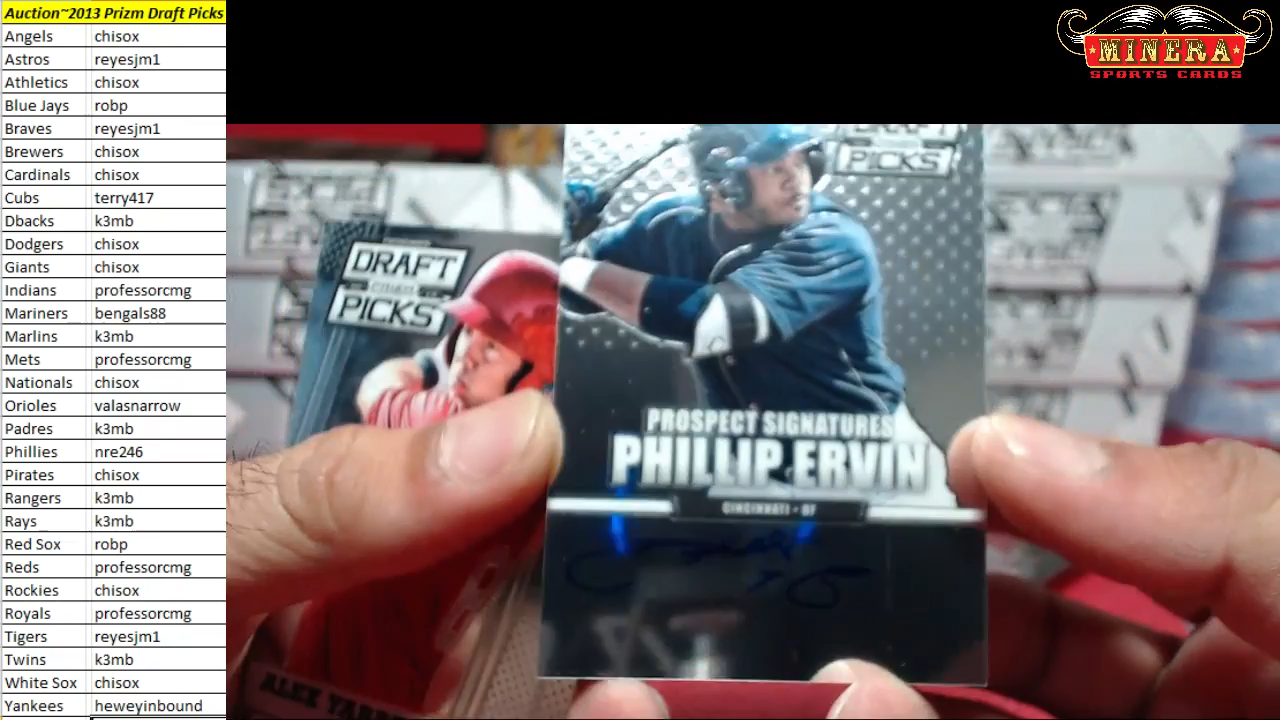 Auction~2013 Prizm Draft Picks
Angels chisox
Astros reyesjm1
Athletics chisox
Blue Jays robp
Braves reyesjm1
Brewers chisox
Cardinals chisox
Cubs terry417
Dbacks k3mb
Dodgers chisox
Giants chisox
Indians professorcmg
Mariners bengals88
Marlins k3mb
Mets professorcmg
Nationals chisox
Orioles valasnarrow
Padres k3mb
Phillies nre246
Pirates chisox
Rangers k3mb
Rays k3mb
Red Sox robp
Reds professorcmg
Rockies chisox
Royals professorcmg
Tigers reyesjm1
Twins k3mb
White Sox chisox
Yankees heweyinbound
MINERA
SPORTS CARDS
DRAFT
PICKS
DRAFT
PICKS
PROSPECT SIGNATURES
PHILLIP ERVIN
CINCINNATI • OF
ALEX